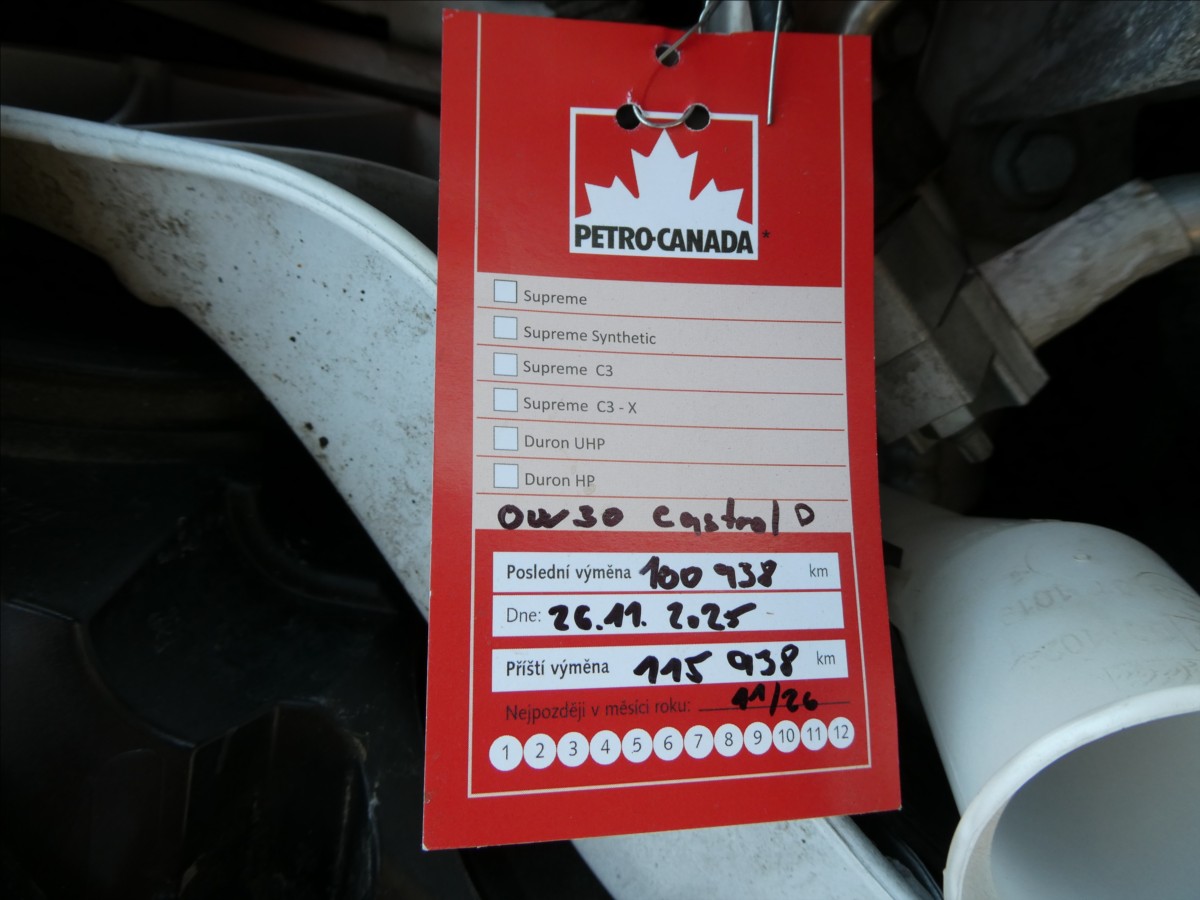 PETRO-CANADA*
Supreme
Supreme Synthetic
Supreme C3
Supreme C3 - X
Duron UHP
Duron HP
0W30 Castrol D
Poslední výměna 100 938 km
Dne: 26.11. 2025
Příští výměna 115 938 km
Nejpozději v měsíci roku: 11/26
1 2 3 4 5 6 7 8 9 10 11 12